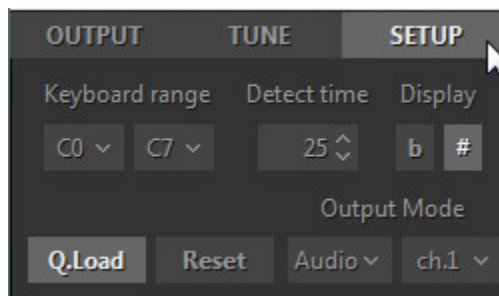 OUTPUT TUNE SETUP
Keyboard range Detect time Display
C0 C7 25 b #
Output Mode
Q.Load Reset Audio ch.1